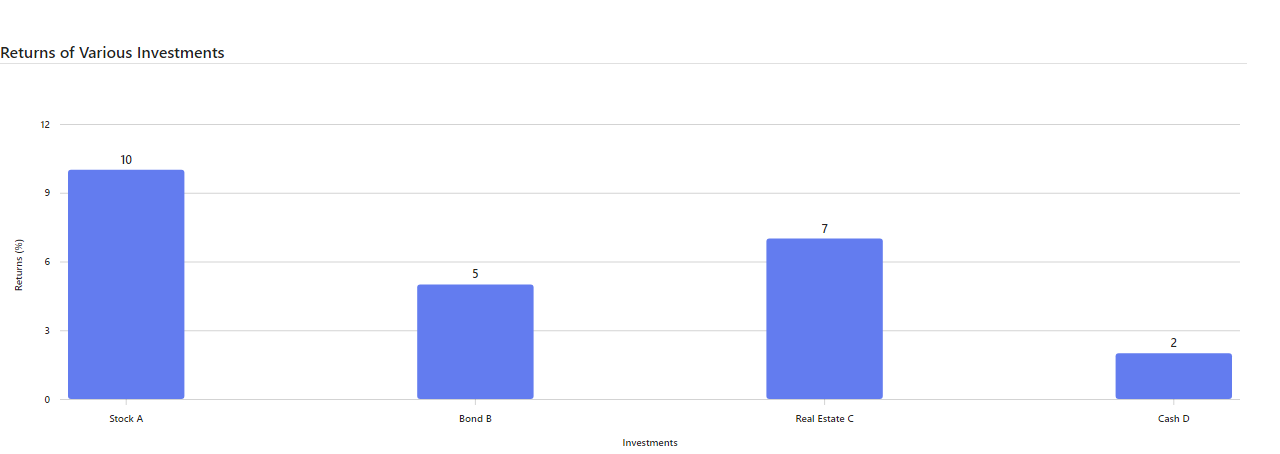 Returns of Various Investments
12
10
9
7
Returns (%)
6
5
3
2
0
Stock A
Bond B
Real Estate C
Cash D
Investments